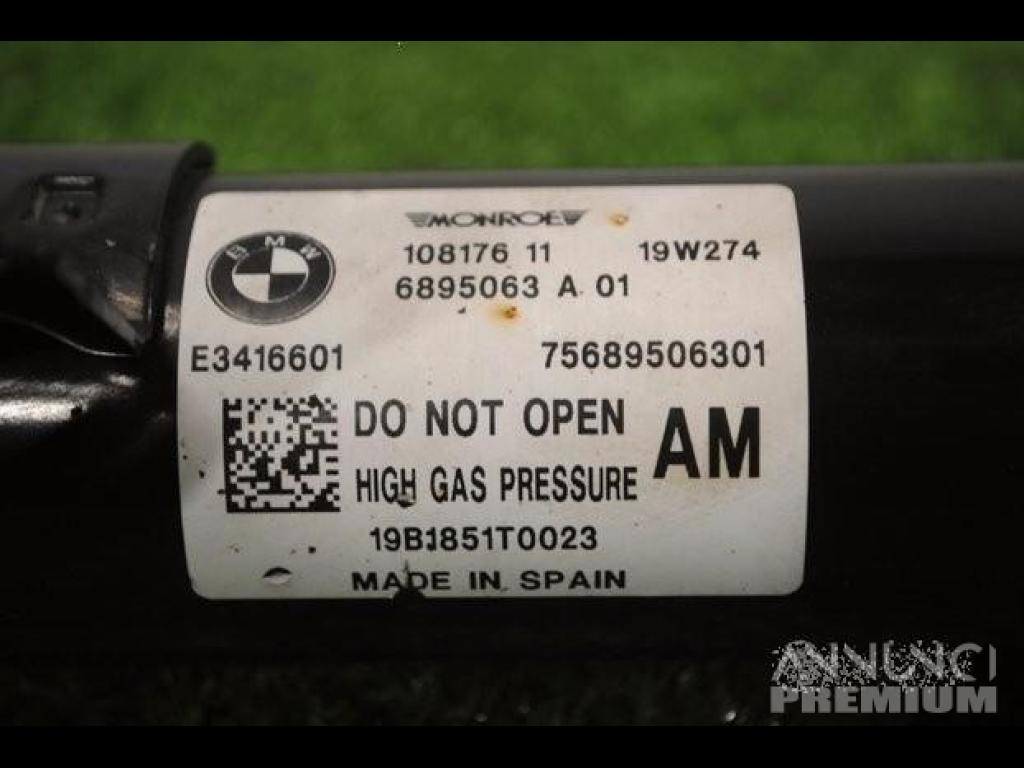 MONROE
BMW
108176 11 19W274
6895063 A 01
E3416601 75689506301
DO NOT OPEN AM
HIGH GAS PRESSURE
19B1851T0023
MADE IN SPAIN
ANNUNCI
PREMIUM